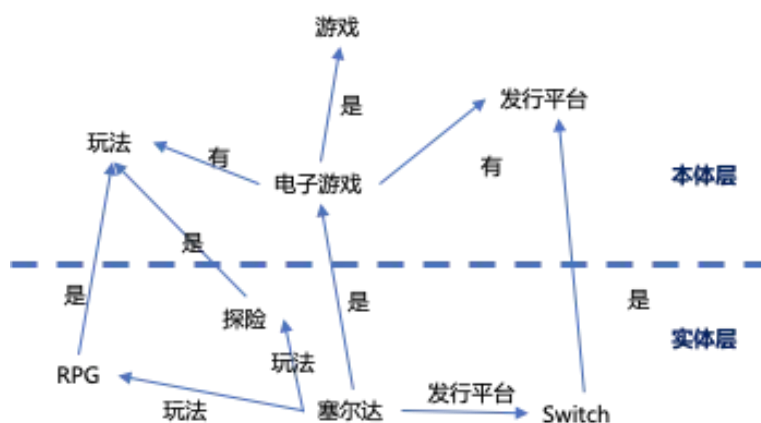 游戏
是
发行平台
玩法
有
电子游戏
有
本体层
是
是
是
是
探险
实体层
玩法
RPG
玩法
塞尔达
发行平台
Switch